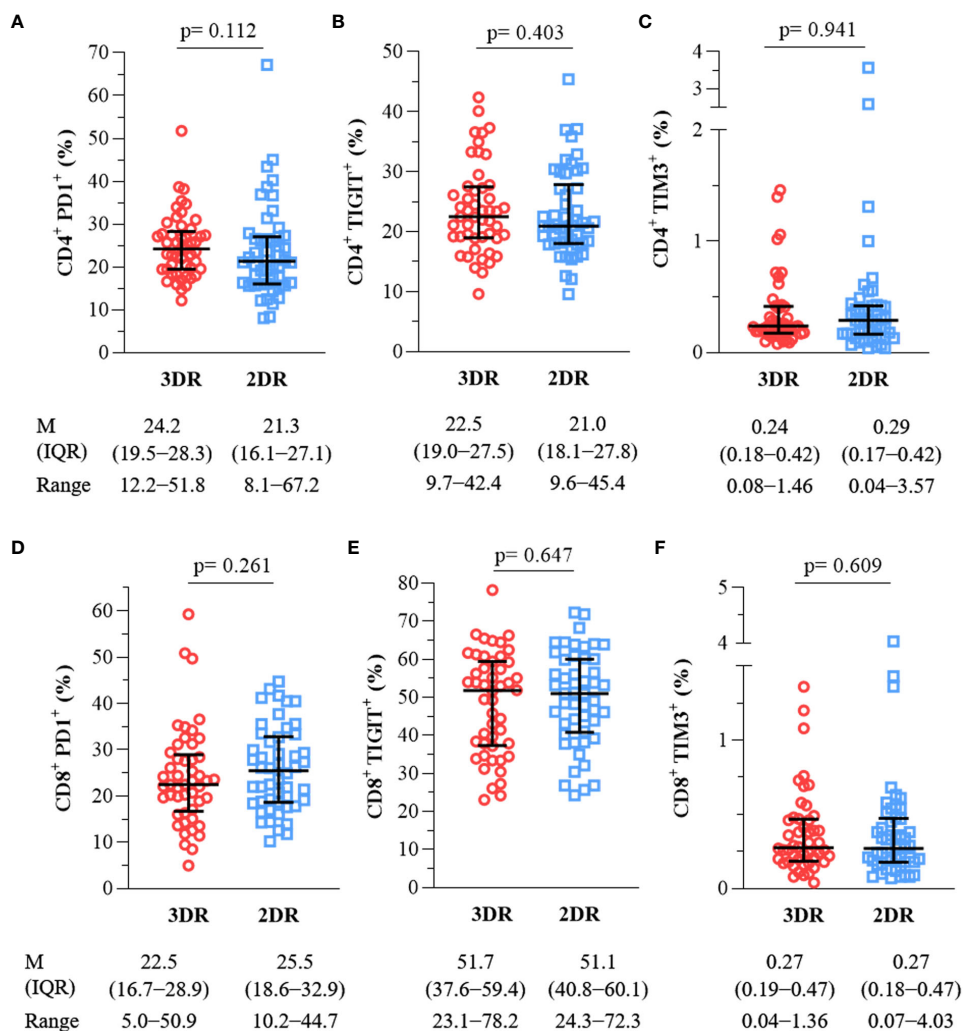 A
p= 0.112
CD4⁺ PD1⁺ (%)
70
60
50
40
30
20
10
0
3DR 2DR
M 24.2 21.3
(IQR) (19.5–28.3) (16.1–27.1)
Range 12.2–51.8 8.1–67.2
B
p= 0.403
CD4⁺ TIGIT⁺ (%)
50
40
30
20
10
0
3DR 2DR
22.5 21.0
(19.0–27.5) (18.1–27.8)
9.7–42.4 9.6–45.4
C
p= 0.941
CD4⁺ TIM3⁺ (%)
4
3
2
1
0
3DR 2DR
0.24 0.29
(0.18–0.42) (0.17–0.42)
0.08–1.46 0.04–3.57
D
p= 0.261
CD8⁺ PD1⁺ (%)
60
50
40
30
20
10
0
3DR 2DR
M 22.5 25.5
(IQR) (16.7–28.9) (18.6–32.9)
Range 5.0–50.9 10.2–44.7
E
p= 0.647
CD8⁺ TIGIT⁺ (%)
80
70
60
50
40
30
20
10
0
3DR 2DR
51.7 51.1
(37.6–59.4) (40.8–60.1)
23.1–78.2 24.3–72.3
F
p= 0.609
CD8⁺ TIM3⁺ (%)
5
4
1
0
3DR 2DR
0.27 0.27
(0.19–0.47) (0.18–0.47)
0.04–1.36 0.07–4.03